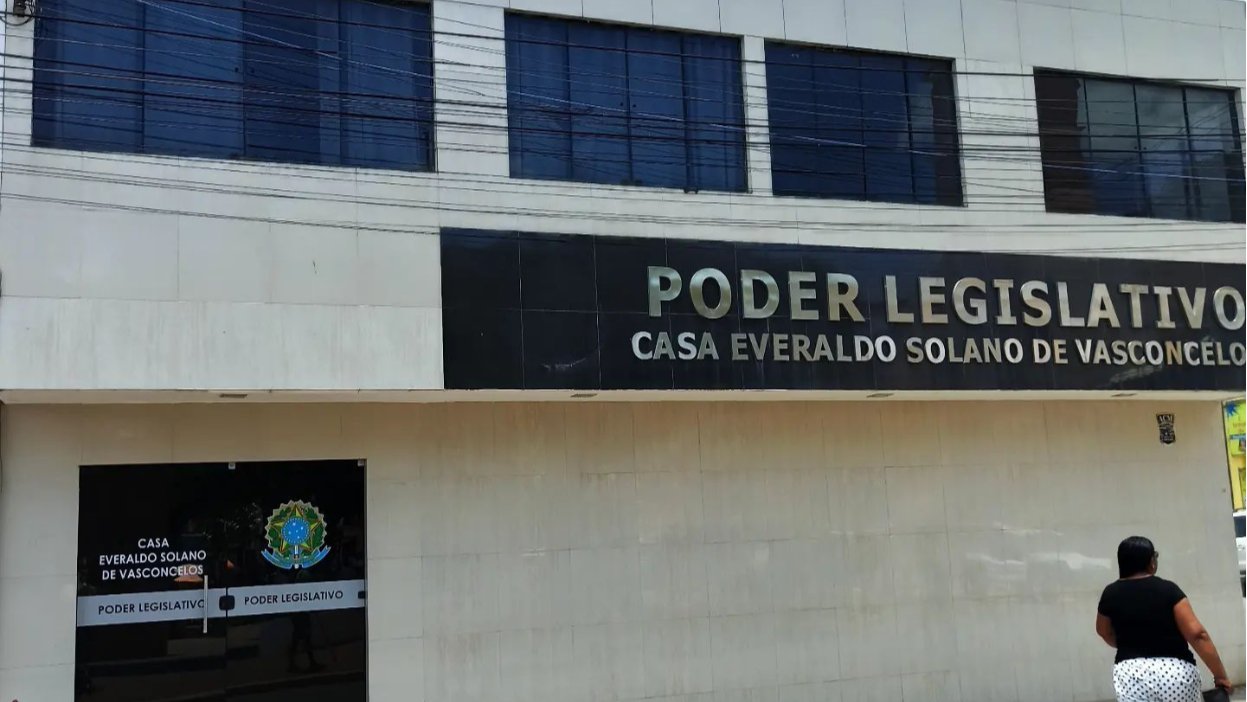 PODER LEGISLATIVO
CASA EVERALDO SOLANO DE VASCONCELO
CASA
EVERALDO SOLANO
DE VASCONCELOS
PODER LEGISLATIVO
PODER LEGISLATIVO